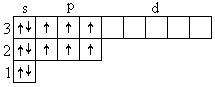 s p d
3 ↑↓ ↑ ↑ ↑
2 ↑↓ ↑ ↑ ↑
1 ↑↓